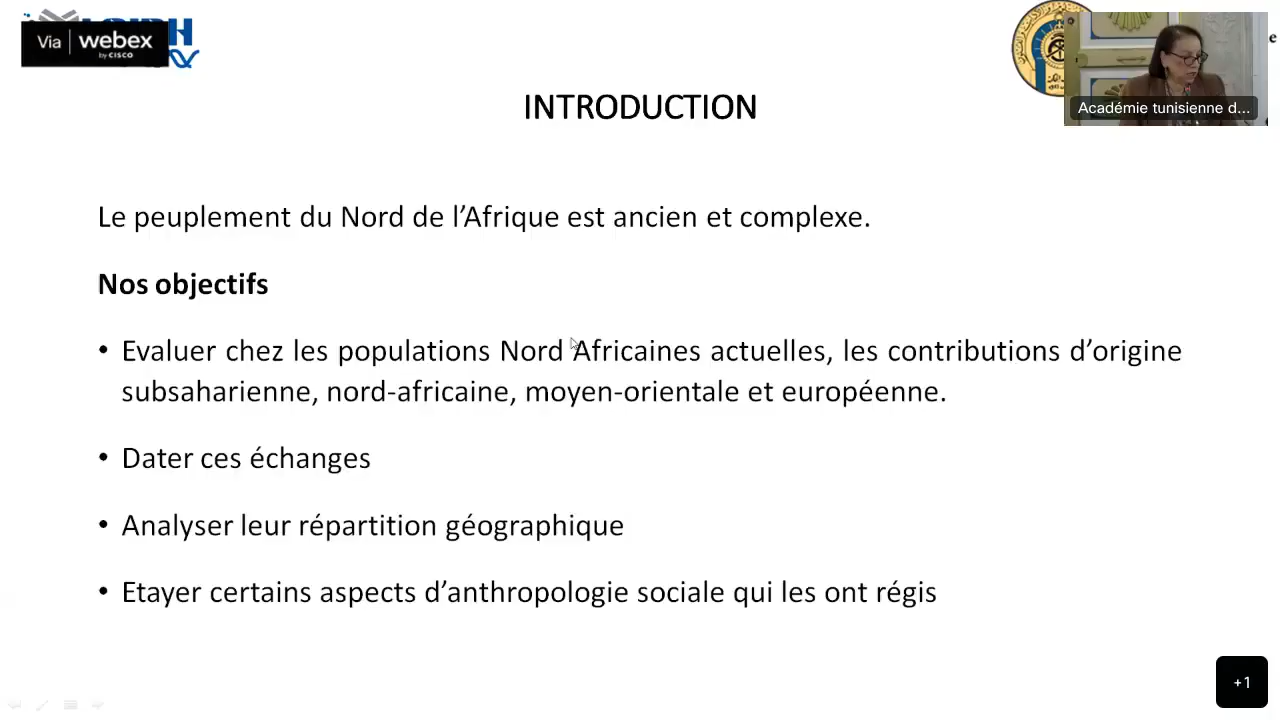 Via webex
by CISCO
Académie tunisienne d...
INTRODUCTION
Le peuplement du Nord de l’Afrique est ancien et complexe.
Nos objectifs
• Evaluer chez les populations Nord Africaines actuelles, les contributions d’origine
subsaharienne, nord-africaine, moyen-orientale et européenne.
• Dater ces échanges
• Analyser leur répartition géographique
• Etayer certains aspects d’anthropologie sociale qui les ont régis
+1